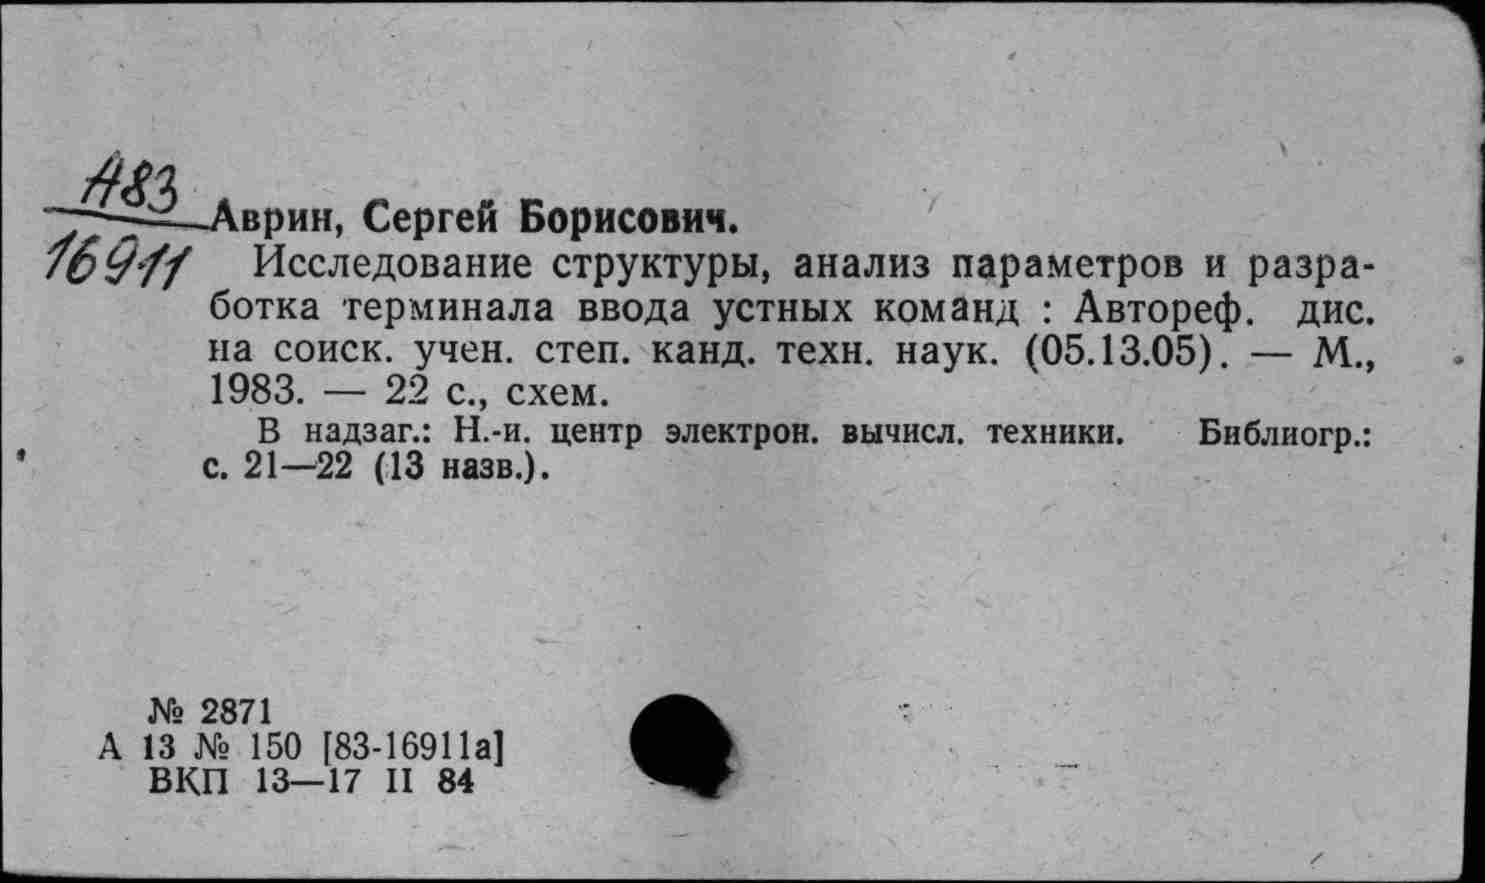 А83
16911
Аврин, Сергей Борисович.
Исследование структуры, анализ параметров и разра-
ботка терминала ввода устных команд : Автореф. дис.
на соиск. учен. степ. канд. техн. наук. (05.13.05). — М.,
1983. — 22 с., схем.
В надзаг.: Н.-и. центр электрон. вычисл. техники. Библиогр.:
с. 21—22 (13 назв.).
№ 2871
А 13 № 150 [83-16911а]
ВКП 13—17 II 84